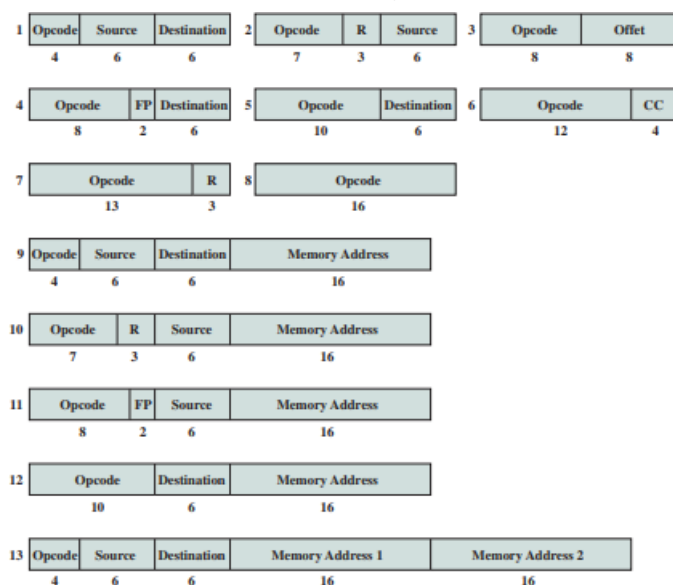 1 Opcode Source Destination 2 Opcode R Source 3 Opcode Offet
4 6 6 7 3 6 8 8
4 Opcode FP Destination 5 Opcode Destination 6 Opcode CC
8 2 6 10 6 12 4
7 Opcode R 8 Opcode
13 3 16
9 Opcode Source Destination Memory Address
4 6 6 16
10 Opcode R Source Memory Address
7 3 6 16
11 Opcode FP Source Memory Address
8 2 6 16
12 Opcode Destination Memory Address
10 6 16
13 Opcode Source Destination Memory Address 1 Memory Address 2
4 6 6 16 16